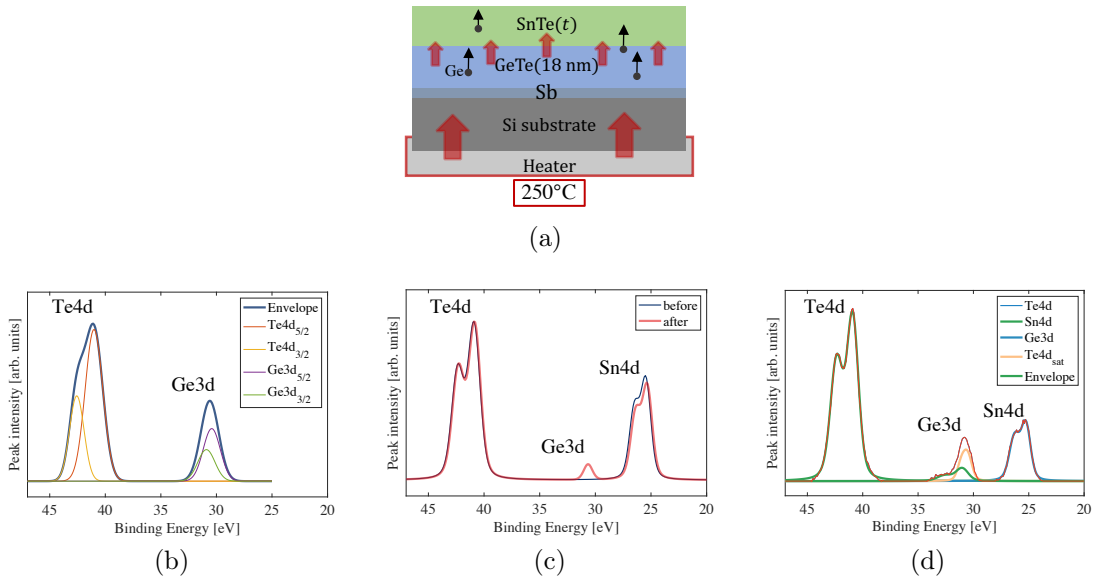 SnTe(t)
GeTe(18 nm)
Ge
Sb
Si substrate
Heater
250°C
(a)
Te4d
Ge3d
Envelope
Te4d5/2
Te4d3/2
Ge3d5/2
Ge3d3/2
Peak intensity [arb. units]
45 40 35 30 25 20
Binding Energy [eV]
(b)
Te4d
Ge3d
Sn4d
before
after
Peak intensity [arb. units]
45 40 35 30 25 20
Binding Energy [eV]
(c)
Te4d
Ge3d
Sn4d
Te4d
Sn4d
Ge3d
Te4dsat
Envelope
Peak intensity [arb. units]
45 40 35 30 25 20
Binding Energy [eV]
(d)